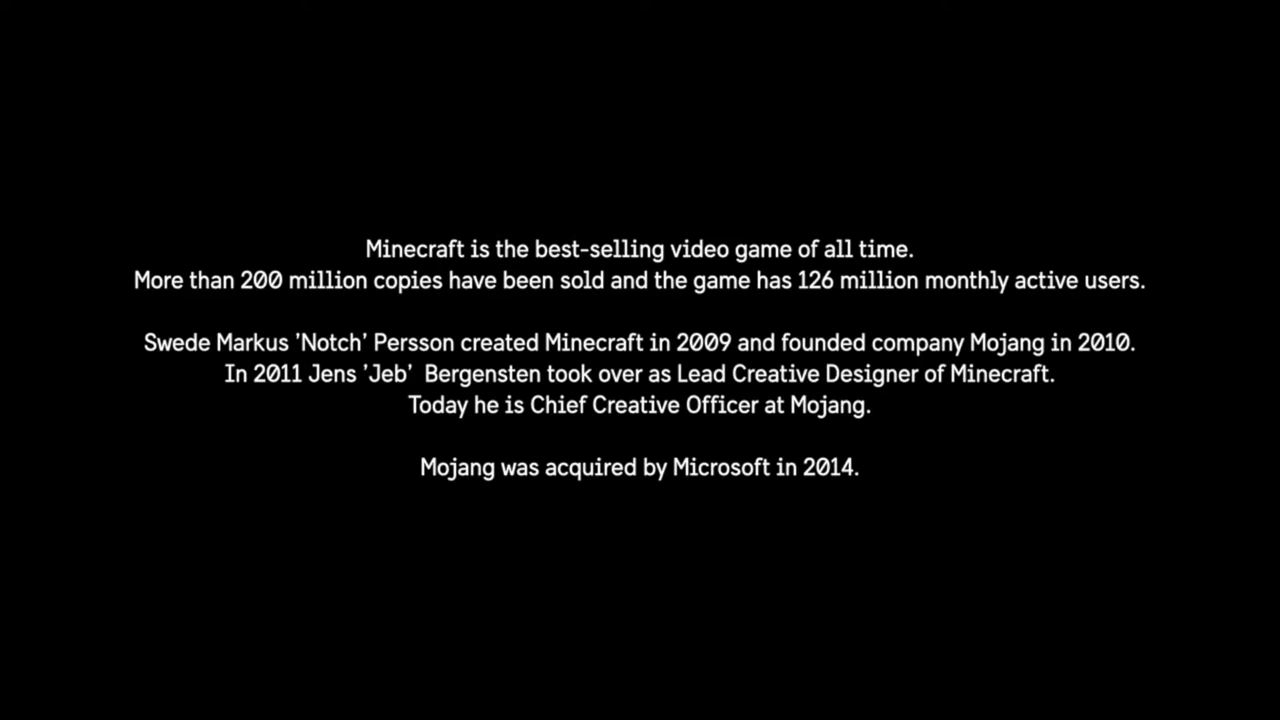 Minecraft is the best-selling video game of all time.
More than 200 million copies have been sold and the game has 126 million monthly active users.
Swede Markus 'Notch' Persson created Minecraft in 2009 and founded company Mojang in 2010.
In 2011 Jens 'Jeb'  Bergensten took over as Lead Creative Designer of Minecraft.
Today he is Chief Creative Officer at Mojang.
Mojang was acquired by Microsoft in 2014.